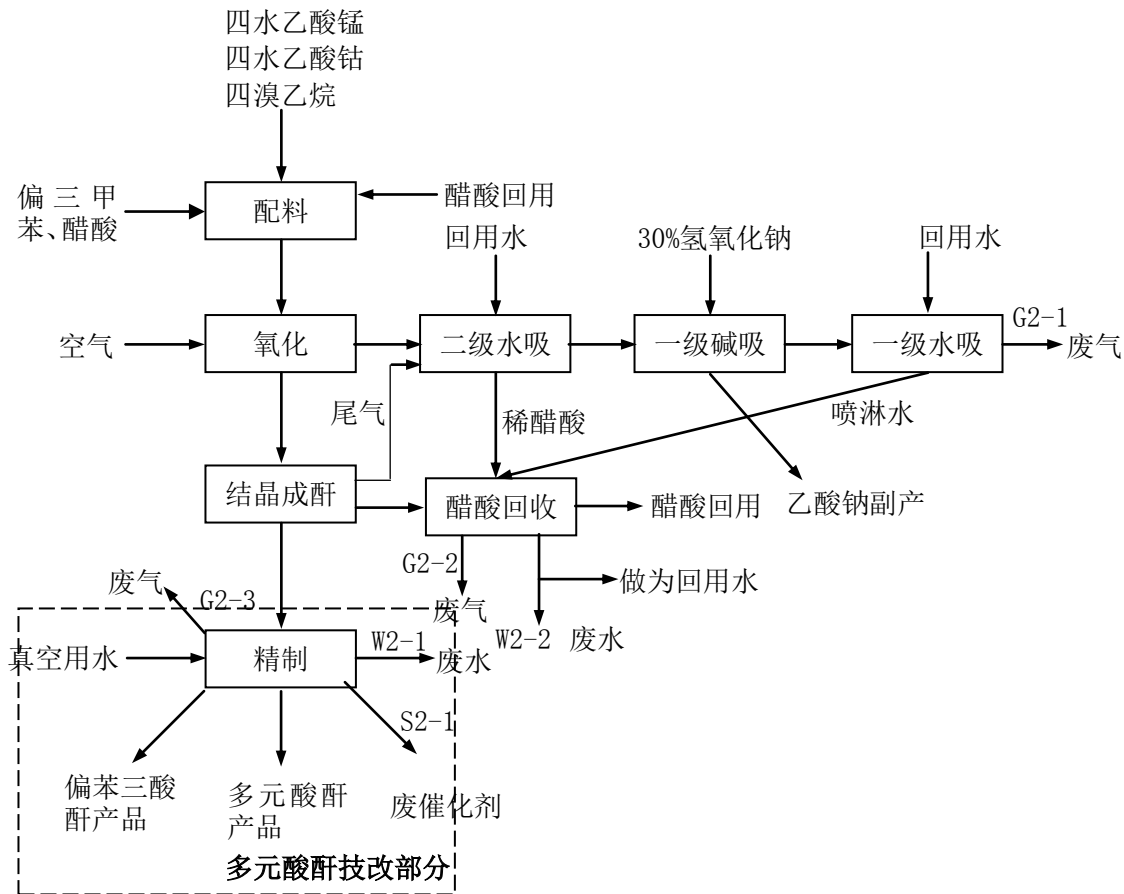 四水乙酸锰
四水乙酸钴
四溴乙烷
偏三甲
苯、醋酸
配料
醋酸回用
回用水
30%氢氧化钠
回用水
空气
氧化
二级水吸
一级碱吸
一级水吸
G2-1
废气
尾气
稀醋酸
喷淋水
结晶成酐
醋酸回收
醋酸回用
乙酸钠副产
G2-2
废气
做为回用水
W2-2 废水
废气
G2-3
真空用水
精制
W2-1
废水
S2-1
偏苯三酸
酐产品
多元酸酐
产品
废催化剂
多元酸酐技改部分